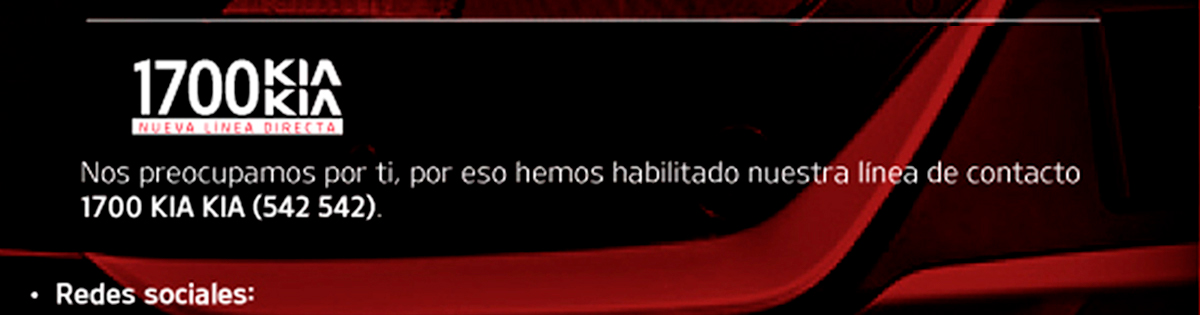 1700 KIA
KIA
NUEVA LÍNEA DIRECTA
Nos preocupamos por ti, por eso hemos habilitado nuestra línea de contacto
1700 KIA KIA (542 542).
• Redes sociales: